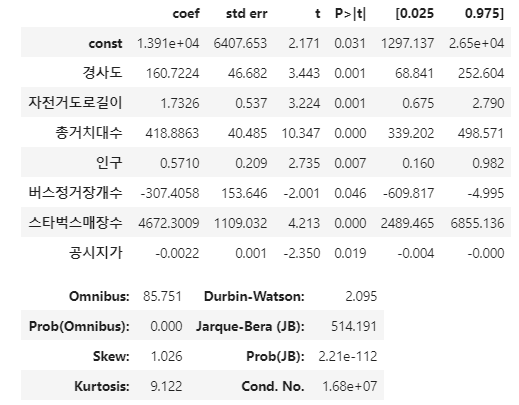 coef std err t P>|t| [0.025 0.975]
const 1.391e+04 6407.653 2.171 0.031 1297.137 2.65e+04
경사도 160.7224 46.682 3.443 0.001 68.841 252.604
자전거도로길이 1.7326 0.537 3.224 0.001 0.675 2.790
총거치대수 418.8863 40.485 10.347 0.000 339.202 498.571
인구 0.5710 0.209 2.735 0.007 0.160 0.982
버스정거장개수 -307.4058 153.646 -2.001 0.046 -609.817 -4.995
스타벅스매장수 4672.3009 1109.032 4.213 0.000 2489.465 6855.136
공시지가 -0.0022 0.001 -2.350 0.019 -0.004 -0.000
Omnibus: 85.751 Durbin-Watson: 2.095
Prob(Omnibus): 0.000 Jarque-Bera (JB): 514.191
Skew: 1.026 Prob(JB): 2.21e-112
Kurtosis: 9.122 Cond. No. 1.68e+07